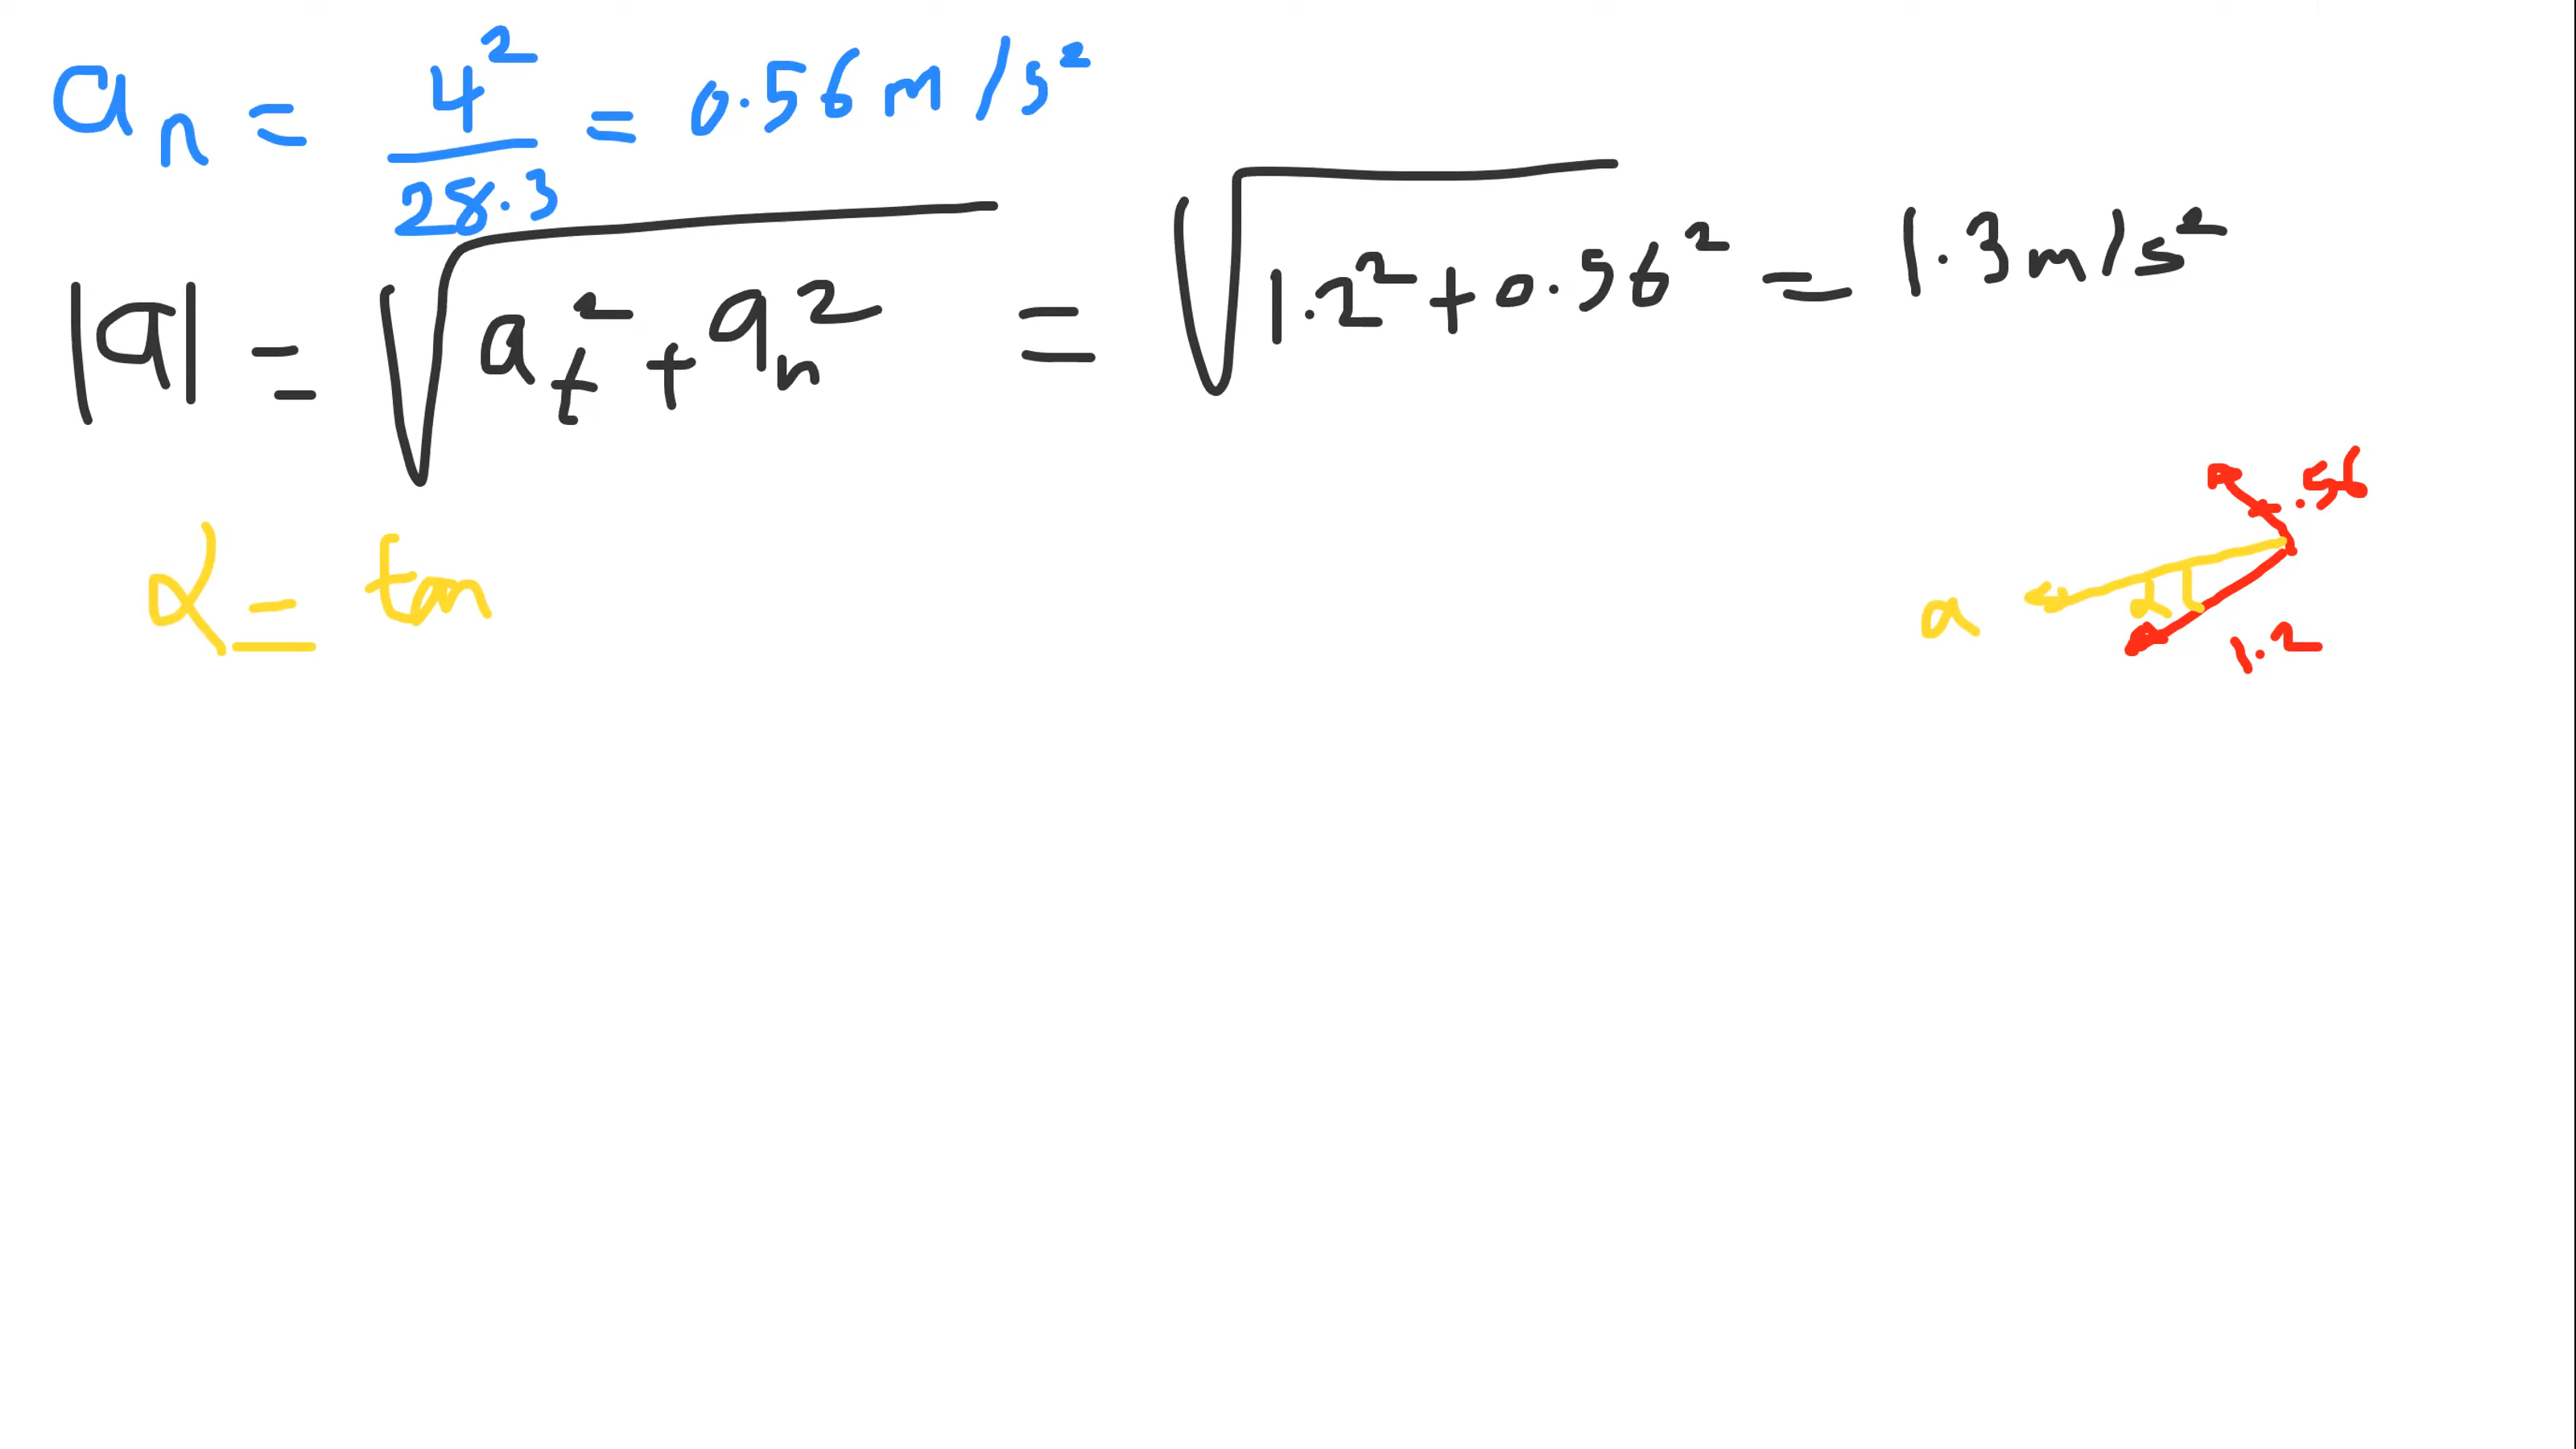 aₙ = 4² / 28.3 = 0.56 m/s²
|a| = √(aₜ² + aₙ²) = √(1.2² + 0.56²) = 1.3 m/s²
.56
α = tan
a
α
1.2